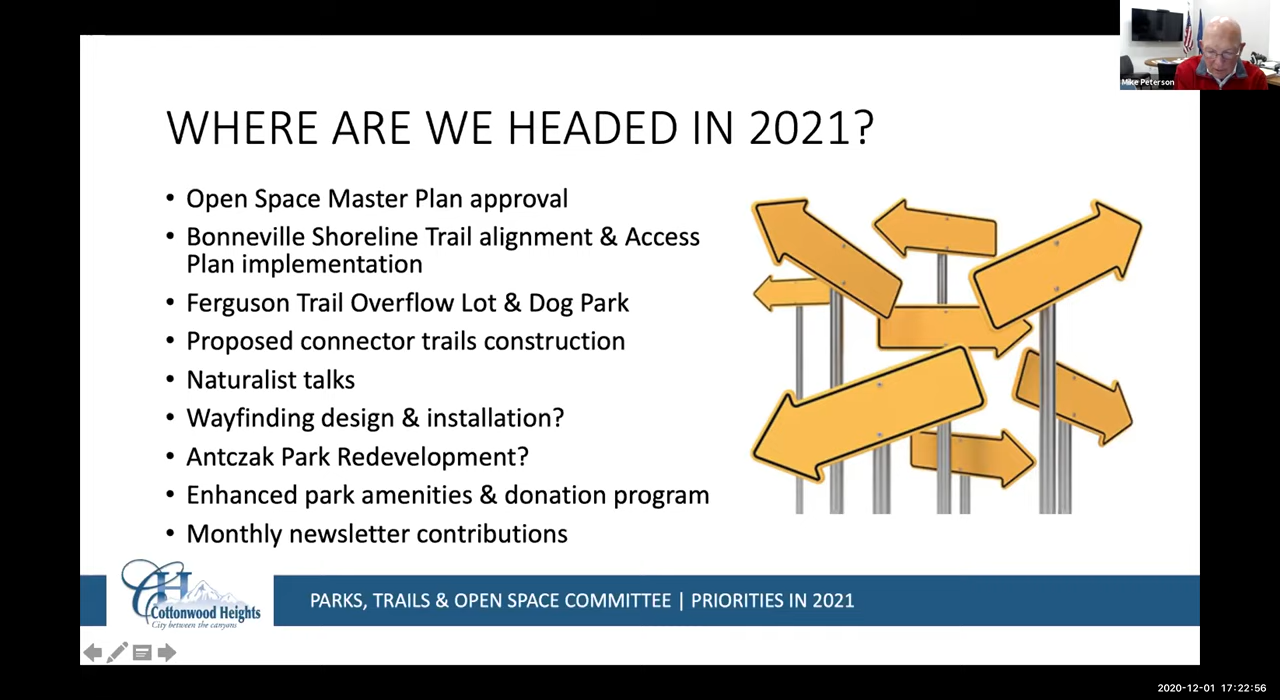 Mike Peterson
WHERE ARE WE HEADED IN 2021?
• Open Space Master Plan approval
• Bonneville Shoreline Trail alignment & Access
Plan implementation
• Ferguson Trail Overflow Lot & Dog Park
• Proposed connector trails construction
• Naturalist talks
• Wayfinding design & installation?
• Antczak Park Redevelopment?
• Enhanced park amenities & donation program
• Monthly newsletter contributions
CH
Cottonwood Heights
City between the canyons
PARKS, TRAILS & OPEN SPACE COMMITTEE | PRIORITIES IN 2021
2020-12-01 17:22:56